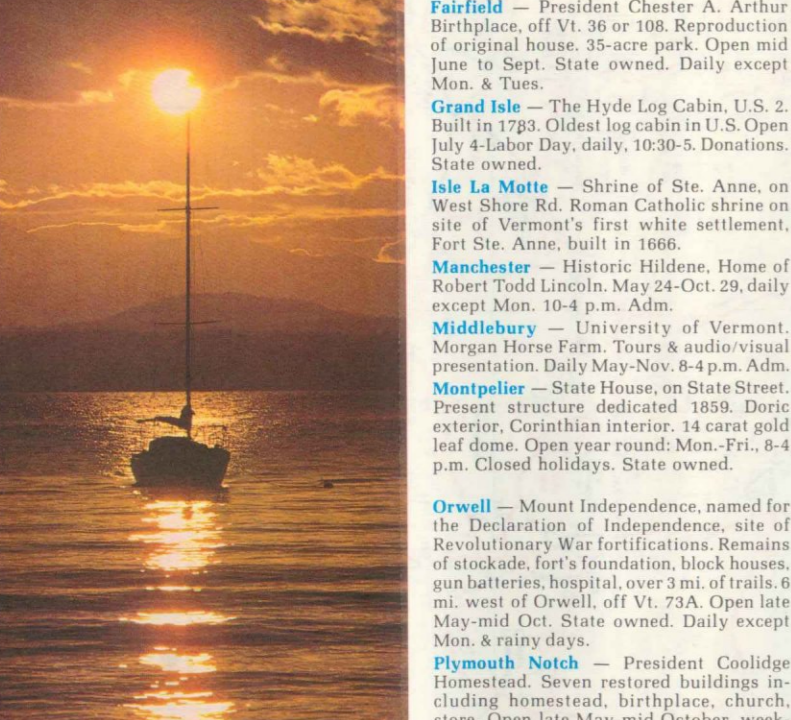 Fairfield — President Chester A. Arthur
Birthplace, off Vt. 36 or 108. Reproduction
of original house. 35-acre park. Open mid
June to Sept. State owned. Daily except
Mon. & Tues.
Grand Isle — The Hyde Log Cabin, U.S. 2.
Built in 1783. Oldest log cabin in U.S. Open
July 4-Labor Day, daily, 10:30-5. Donations.
State owned.
Isle La Motte — Shrine of Ste. Anne, on
West Shore Rd. Roman Catholic shrine on
site of Vermont's first white settlement,
Fort Ste. Anne, built in 1666.
Manchester — Historic Hildene, Home of
Robert Todd Lincoln. May 24-Oct. 29, daily
except Mon. 10-4 p.m. Adm.
Middlebury — University of Vermont.
Morgan Horse Farm. Tours & audio/visual
presentation. Daily May-Nov. 8-4 p.m. Adm.
Montpelier — State House, on State Street.
Present structure dedicated 1859. Doric
exterior, Corinthian interior. 14 carat gold
leaf dome. Open year round: Mon.-Fri., 8-4
p.m. Closed holidays. State owned.
Orwell — Mount Independence, named for
the Declaration of Independence, site of
Revolutionary War fortifications. Remains
of stockade, fort's foundation, block houses,
gun batteries, hospital, over 3 mi. of trails. 6
mi. west of Orwell, off Vt. 73A. Open late
May-mid Oct. State owned. Daily except
Mon. & rainy days.
Plymouth Notch — President Coolidge
Homestead. Seven restored buildings in-
cluding homestead, birthplace, church,
store. Open late May-mid October, week-